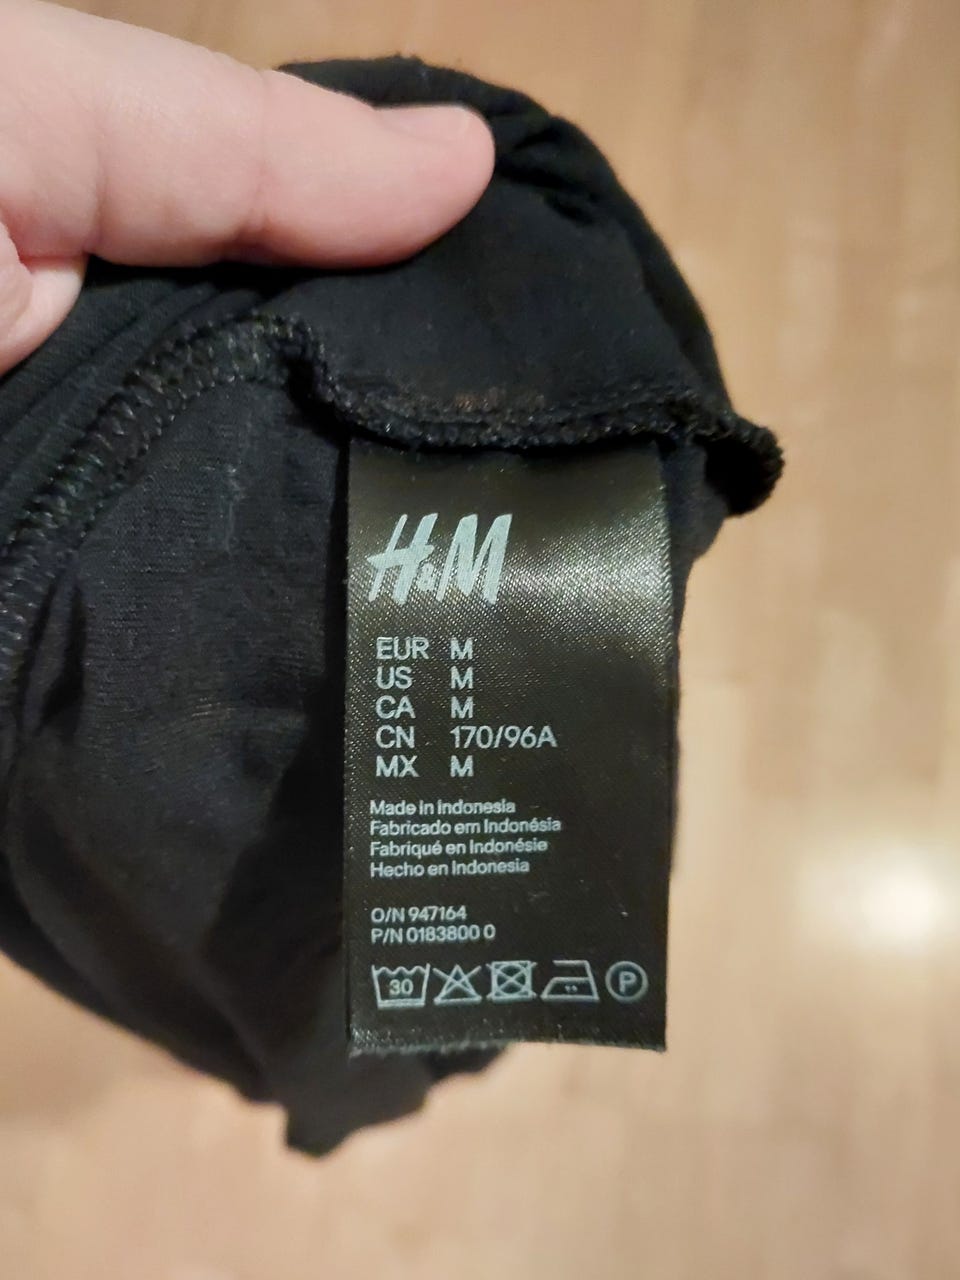 H&M
EUR M
US M
CA M
CN 170/96A
MX M
Made in Indonesia
Fabricado em Indonésia
Fabriqué en Indonésie
Hecho en Indonesia
O/N 947164
P/N 0183800 0
30
P